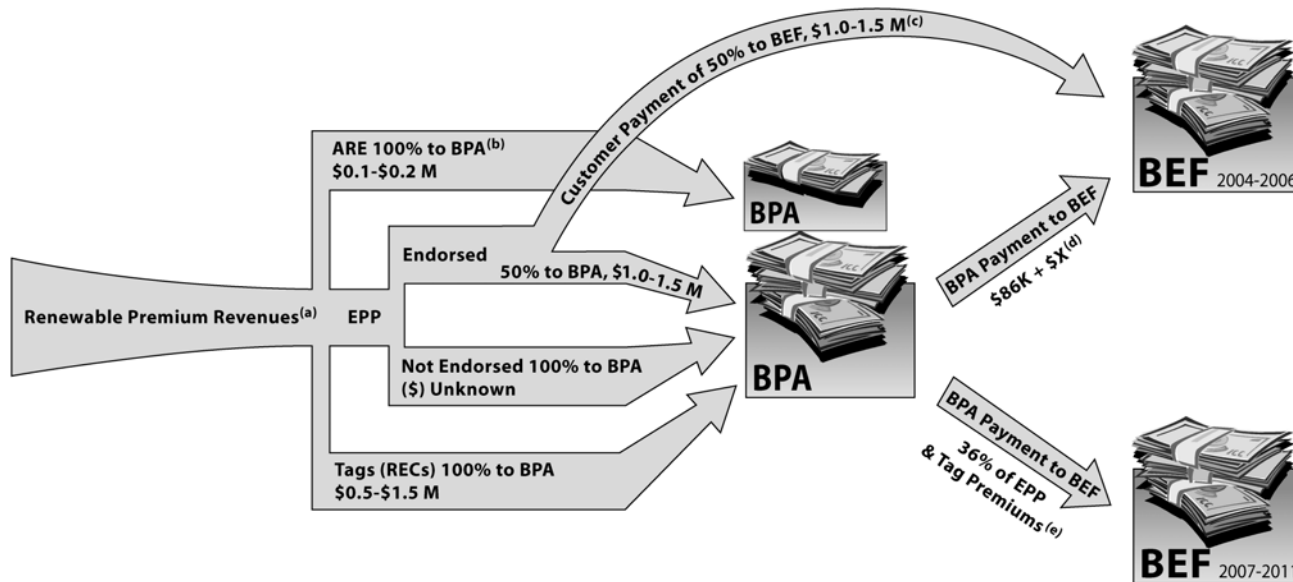 Customer Payment of 50% to BEF, $1.0-1.5 M(c)
ARE 100% to BPA(b)
$0.1-$0.2 M
BPA
BEF 2004-2006
Endorsed
50% to BPA, $1.0-1.5 M
BPA Payment to BEF
$86K + $X(d)
Renewable Premium Revenues(a)
EPP
Not Endorsed 100% to BPA
($) Unknown
BPA
Tags (RECs) 100% to BPA
$0.5-$1.5 M
BPA Payment to BEF
36% of EPP
& Tag Premiums(e)
BEF 2007-2011